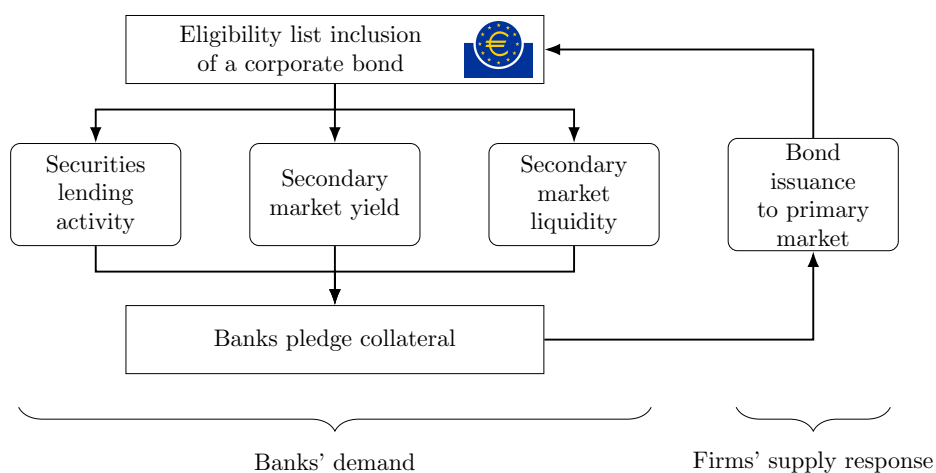 Eligibility list inclusion
of a corporate bond
€
Securities
lending
activity
Secondary
market yield
Secondary
market
liquidity
Bond
issuance
to primary
market
Banks pledge collateral
Banks’ demand
Firms’ supply response